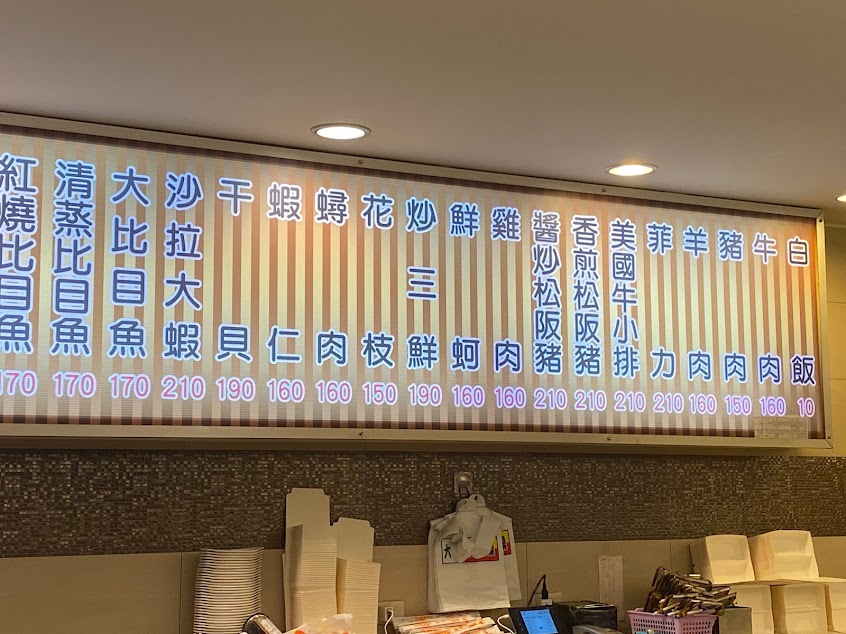 白飯 10
牛肉 160
豬肉 150
羊肉 160
菲力 210
美國牛小排 210
香煎松阪豬 210
醬炒松阪豬 210
雞肉 160
鮮蚵 160
炒三鮮 190
花枝 150
蟳肉 160
蝦仁 160
干貝 190
沙拉大蝦 210
大比目魚 170
清蒸比目魚 170
紅燒比目魚 170